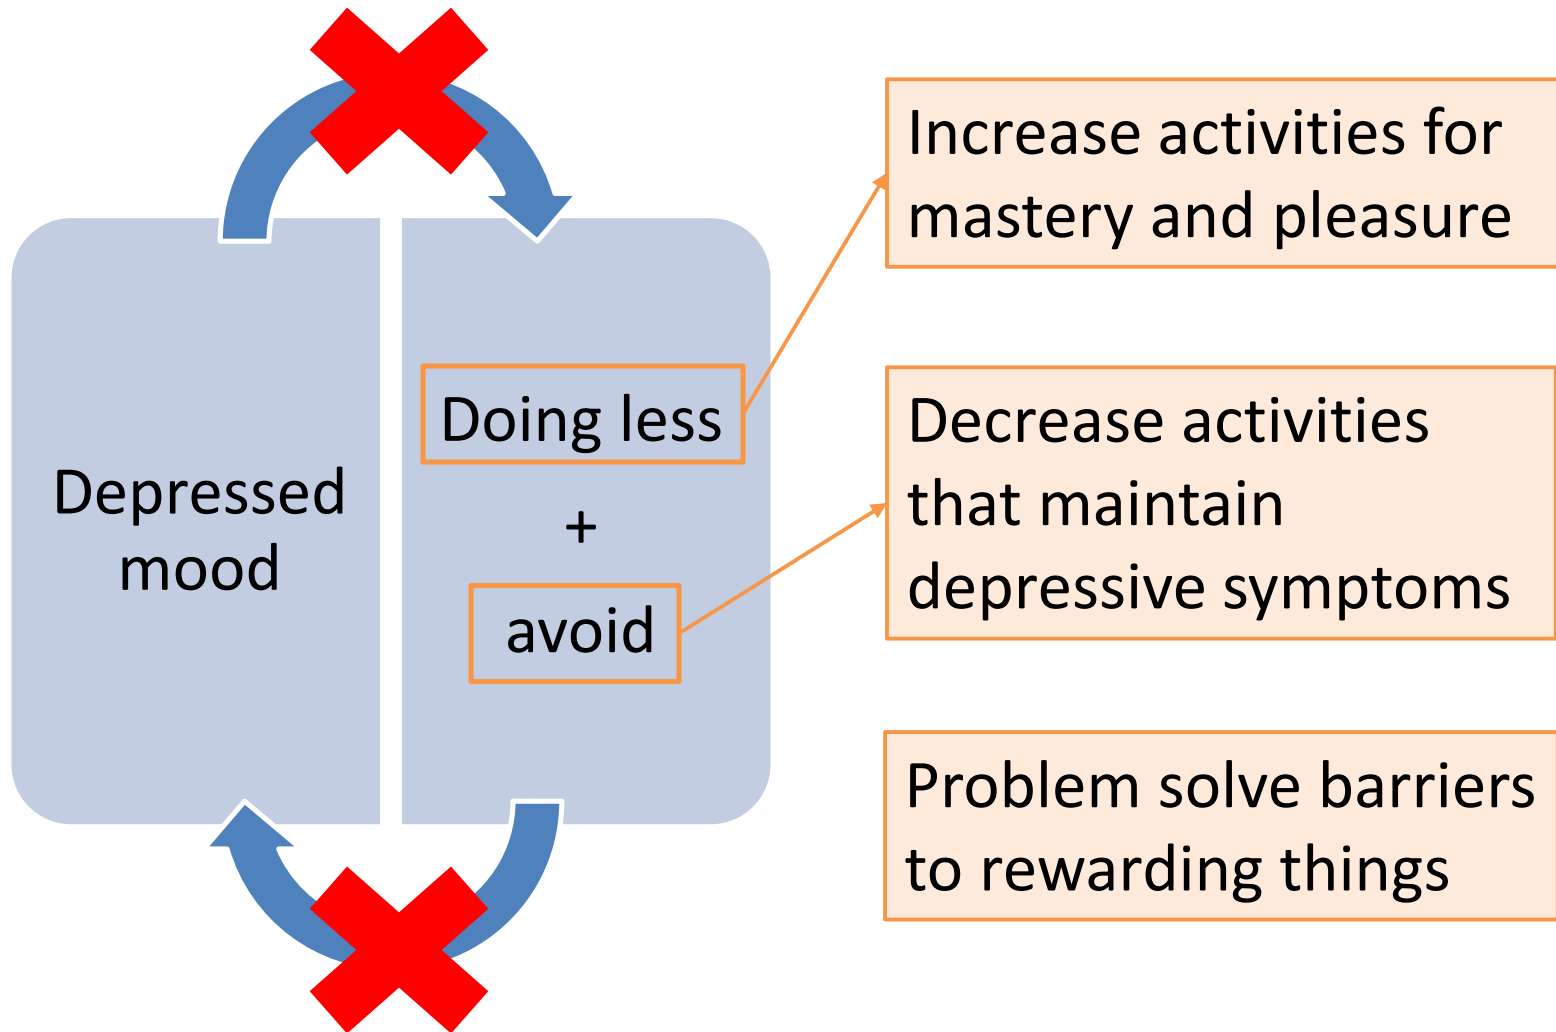 Depressed
mood
Doing less
+
avoid
Increase activities for
mastery and pleasure
Decrease activities
that maintain
depressive symptoms
Problem solve barriers
to rewarding things